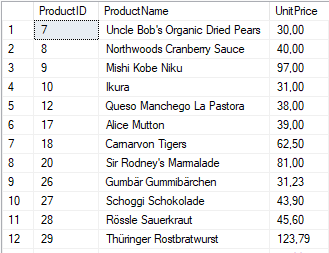 ProductID ProductName UnitPrice
1 7 Uncle Bob's Organic Dried Pears 30,00
2 8 Northwoods Cranberry Sauce 40,00
3 9 Mishi Kobe Niku 97,00
4 10 Ikura 31,00
5 12 Queso Manchego La Pastora 38,00
6 17 Alice Mutton 39,00
7 18 Carnarvon Tigers 62,50
8 20 Sir Rodney's Marmalade 81,00
9 26 Gumbär Gummibärchen 31,23
10 27 Schoggi Schokolade 43,90
11 28 Rössle Sauerkraut 45,60
12 29 Thüringer Rostbratwurst 123,79